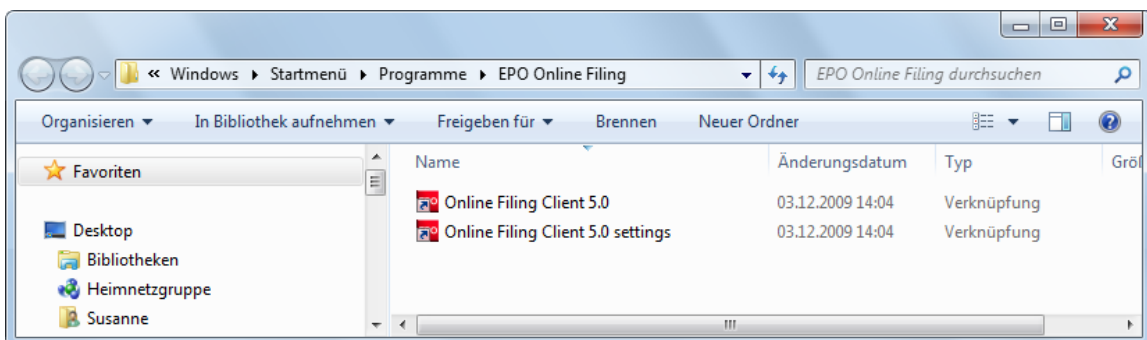 « Windows ▸ Startmenü ▸ Programme ▸ EPO Online Filing
EPO Online Filing durchsuchen
Organisieren ▾ In Bibliothek aufnehmen ▾ Freigeben für ▾ Brennen Neuer Ordner
Favoriten
Desktop
Bibliotheken
Heimnetzgruppe
Susanne
Name Änderungsdatum Typ
Online Filing Client 5.0 03.12.2009 14:04 Verknüpfung
Online Filing Client 5.0 settings 03.12.2009 14:04 Verknüpfung